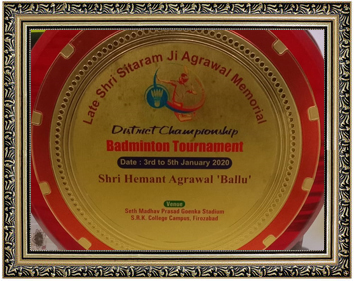 Late Shri Sitaram Ji Agrawal Memorial
District Championship
Badminton Tournament
Date : 3rd to 5th January 2020
Shri Hemant Agrawal 'Ballu'
Venue
Seth Madhav Prasad Goenka Stadium
S.R.K. College Campus, Firozabad